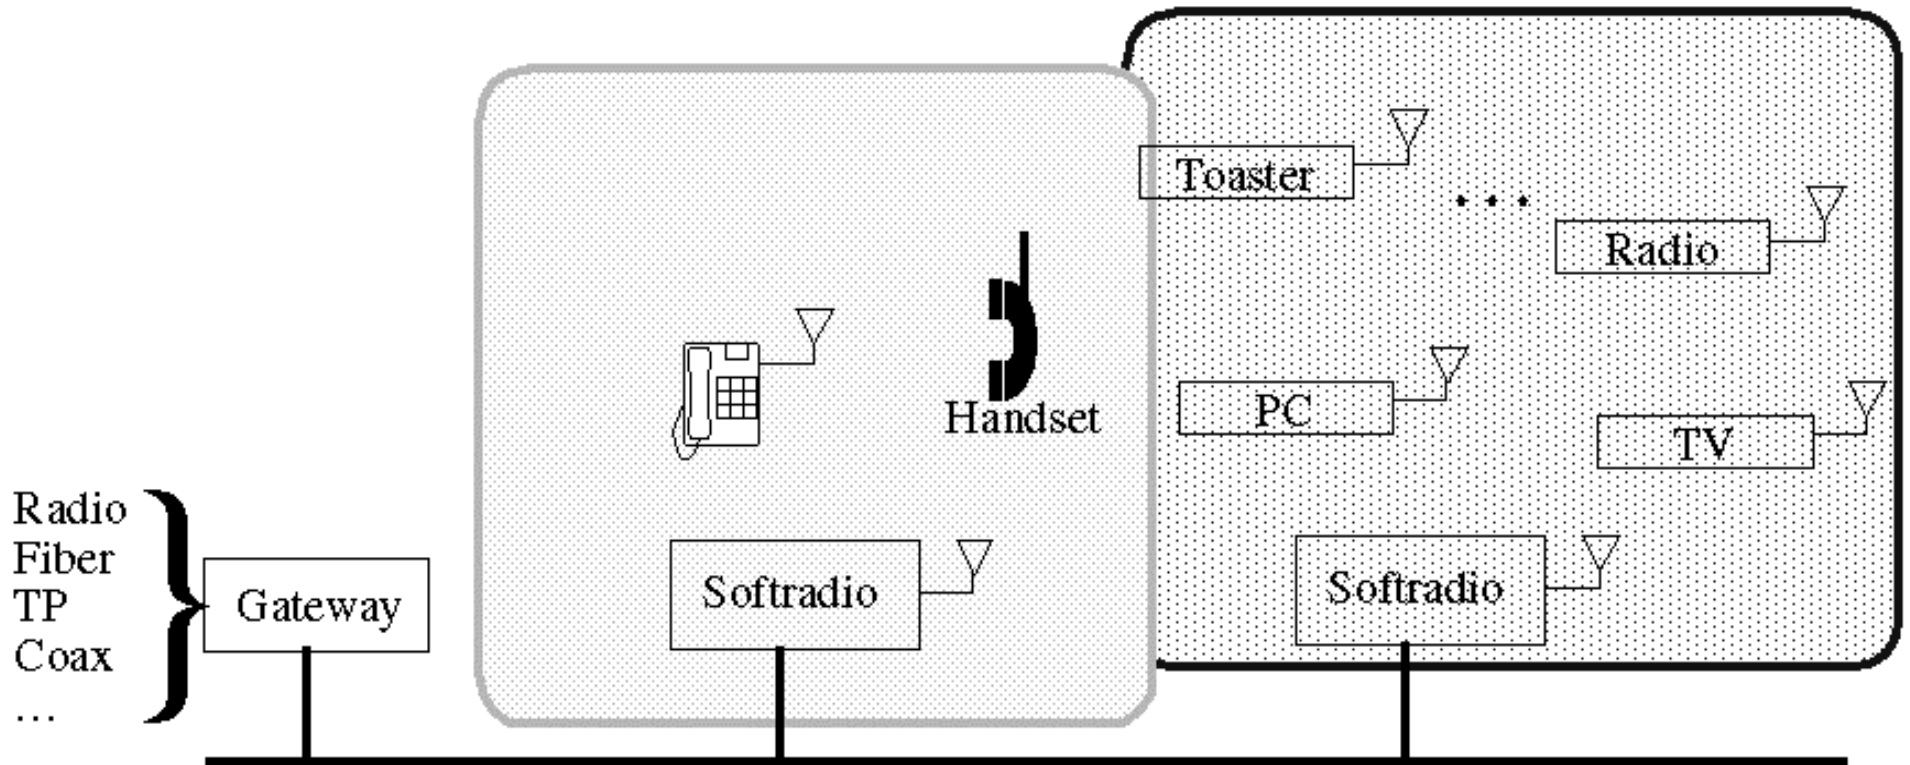 Toaster
...
Radio
Handset
PC
TV
Radio
Fiber
TP
Coax
...
Gateway
Softradio
Softradio